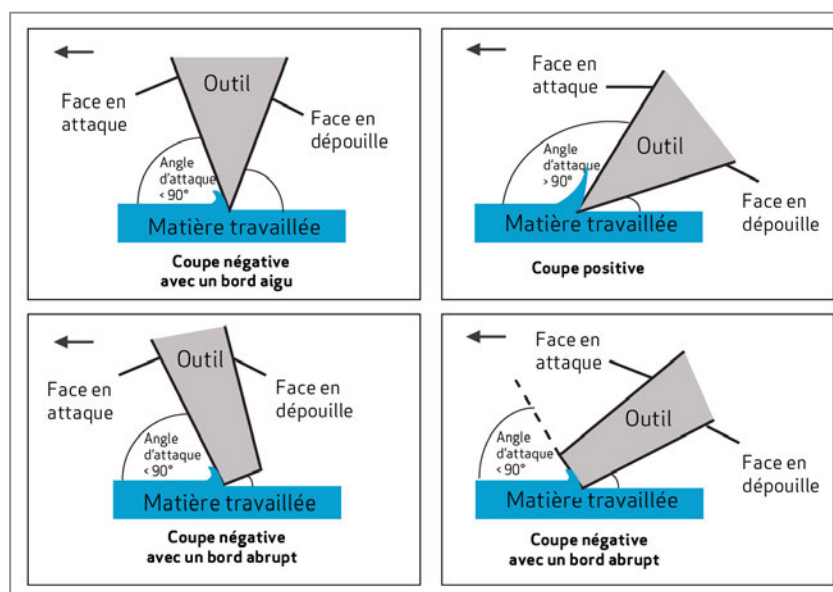 Outil
Face en
attaque
Face en
dépouille
Angle
d'attaque
< 90°
Matière travaillée
Coupe négative
avec un bord aigu
Face en
attaque
Outil
Angle
d'attaque
> 90°
Face en
dépouille
Matière travaillée
Coupe positive
Outil
Face en
attaque
Face en
dépouille
Angle
d'attaque
< 90°
Matière travaillée
Coupe négative
avec un bord abrupt
Face en
attaque
Outil
Angle
d'attaque
< 90°
Face en
dépouille
Matière travaillée
Coupe négative
avec un bord abrupt